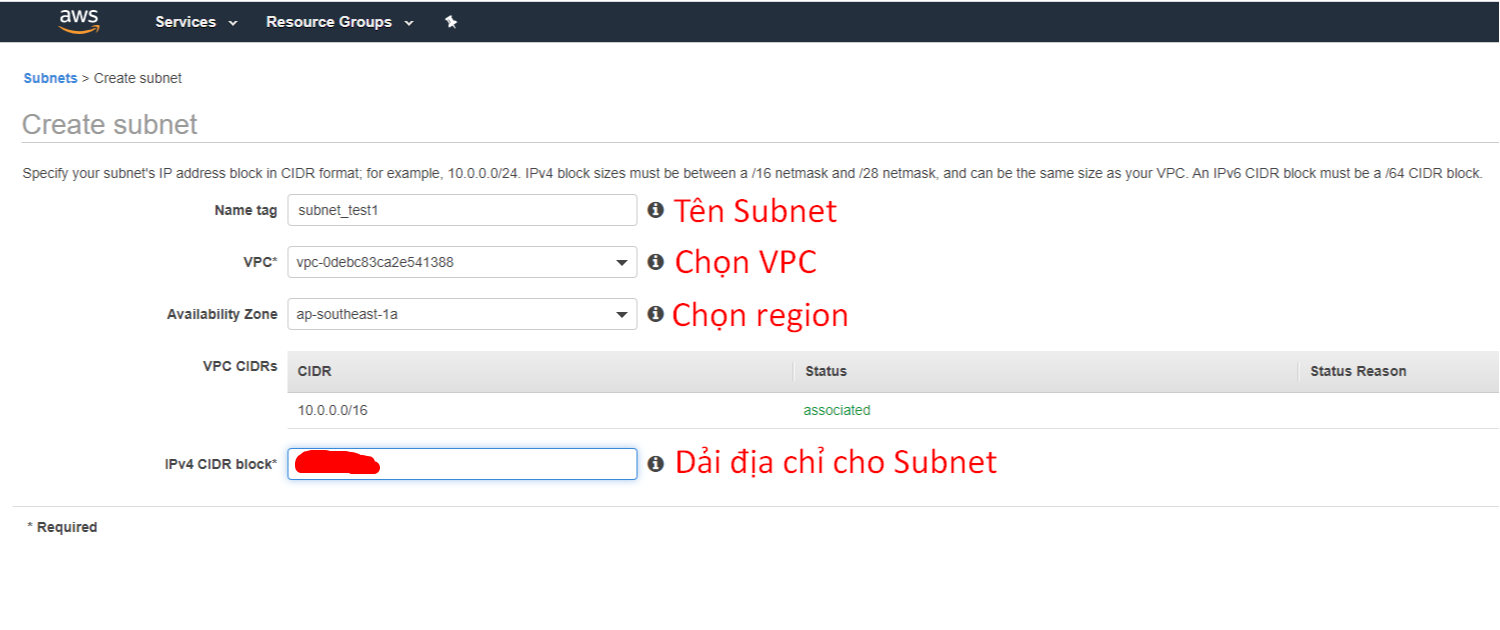 aws Services Resource Groups
Subnets > Create subnet
Create subnet
Specify your subnet's IP address block in CIDR format; for example, 10.0.0.0/24. IPv4 block sizes must be between a /16 netmask and /28 netmask, and can be the same size as your VPC. An IPv6 CIDR block must be a /64 CIDR block.
Name tag subnet_test1 Tên Subnet
VPC* vpc-0debc83ca2e541388 Chọn VPC
Availability Zone ap-southeast-1a Chọn region
VPC CIDRs CIDR Status Status Reason
10.0.0.0/16 associated
IPv4 CIDR block* Dải địa chỉ cho Subnet
* Required